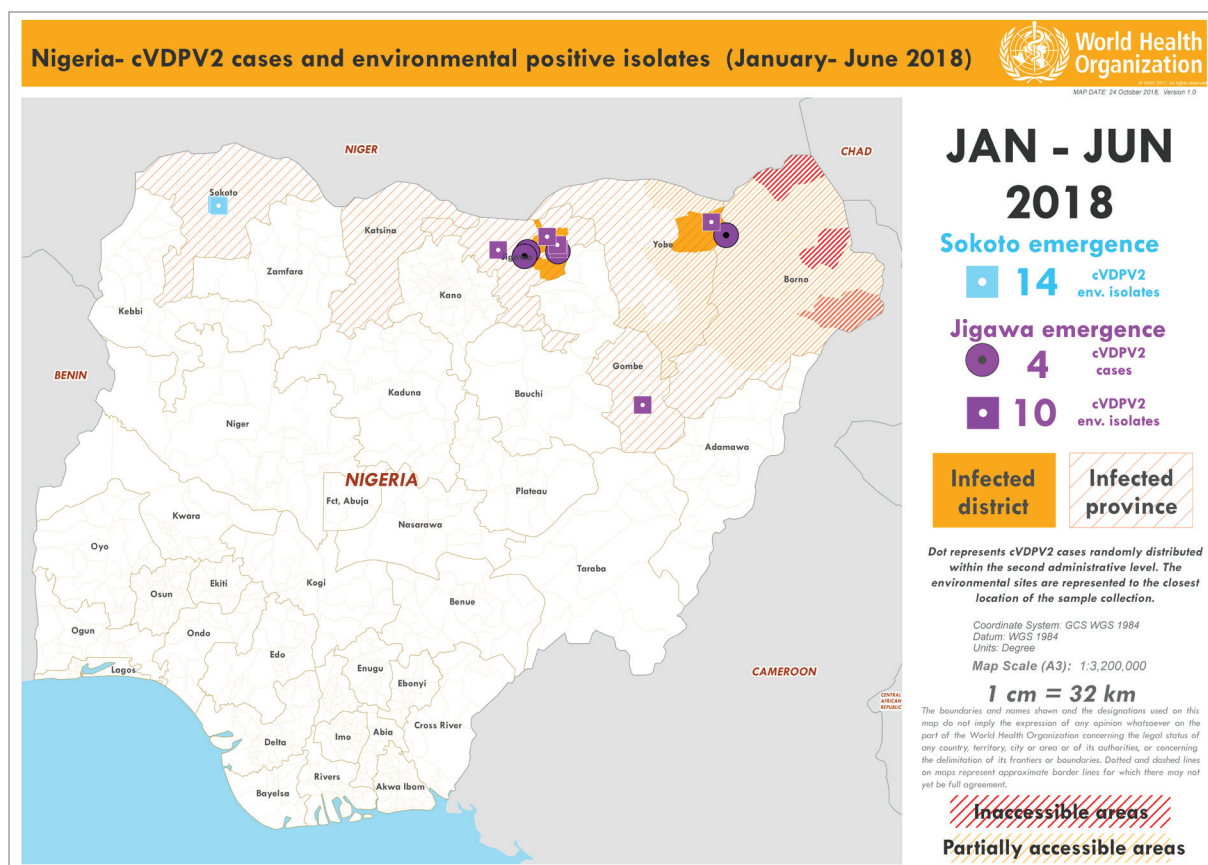 Nigeria- cVDPV2 cases and environmental positive isolates (January- June 2018)
World Health
Organization
© WHO 2017. All rights reserved
MAP DATE: 24 October 2018, Version 1.0
NIGER
CHAD
Sokoto
Katsina
Zamfara
Kebbi
Kano
Yobe
Borno
BENIN
Gombe
Kaduna
Bauchi
Niger
Adamawa
NIGERIA
Fct, Abuja
Plateau
Nasarawa
Kwara
Oyo
Taraba
Ekiti
Osun
Kogi
Benue
Ogun
Ondo
Edo
Lagos
Enugu
Ebonyi
CAMEROON
CENTRAL
AFRICAN
REPUBLIC
Cross River
Delta
Imo
Abia
Rivers
Bayelsa
Akwa Ibom
JAN - JUN
2018
Sokoto emergence
14 cVDPV2
env. isolates
Jigawa emergence
4 cVDPV2
cases
10 cVDPV2
env. isolates
Infected
district
Infected
province
Dot represents cVDPV2 cases randomly distributed
within the second administrative level. The
environmental sites are represented to the closest
location of the sample collection.
Coordinate System: GCS WGS 1984
Datum: WGS 1984
Units: Degree
Map Scale (A3): 1:3,200,000
1 cm = 32 km
The boundaries and names shown and the designations used on this
map do not imply the expression of any opinion whatsoever on the
part of the World Health Organization concerning the legal status of
any country, territory, city or area or of its authorities, or concerning
the delimitation of its frontiers or boundaries. Dotted and dashed lines
on maps represent approximate border lines for which there may not
yet be full agreement.
Inaccessible areas
Partially accessible areas